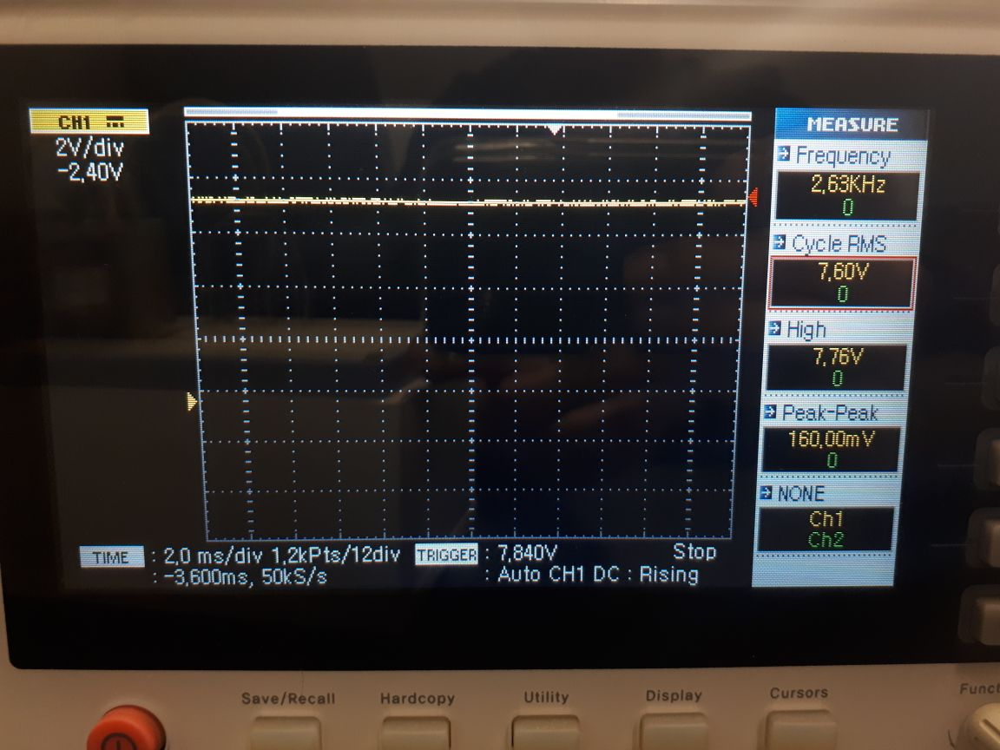 CH1
2V/div
-2,40V
MEASURE
Frequency
2,63KHz
0
Cycle RMS
7,60V
0
High
7,76V
0
Peak-Peak
160,00mV
0
NONE
Ch1
Ch2
TIME : 2,0 ms/div 1,2kPts/12div
: -3,600ms, 50kS/s
TRIGGER : 7,840V
Stop
: Auto CH1 DC : Rising
Save/Recall
Hardcopy
Utility
Display
Cursors
Funct